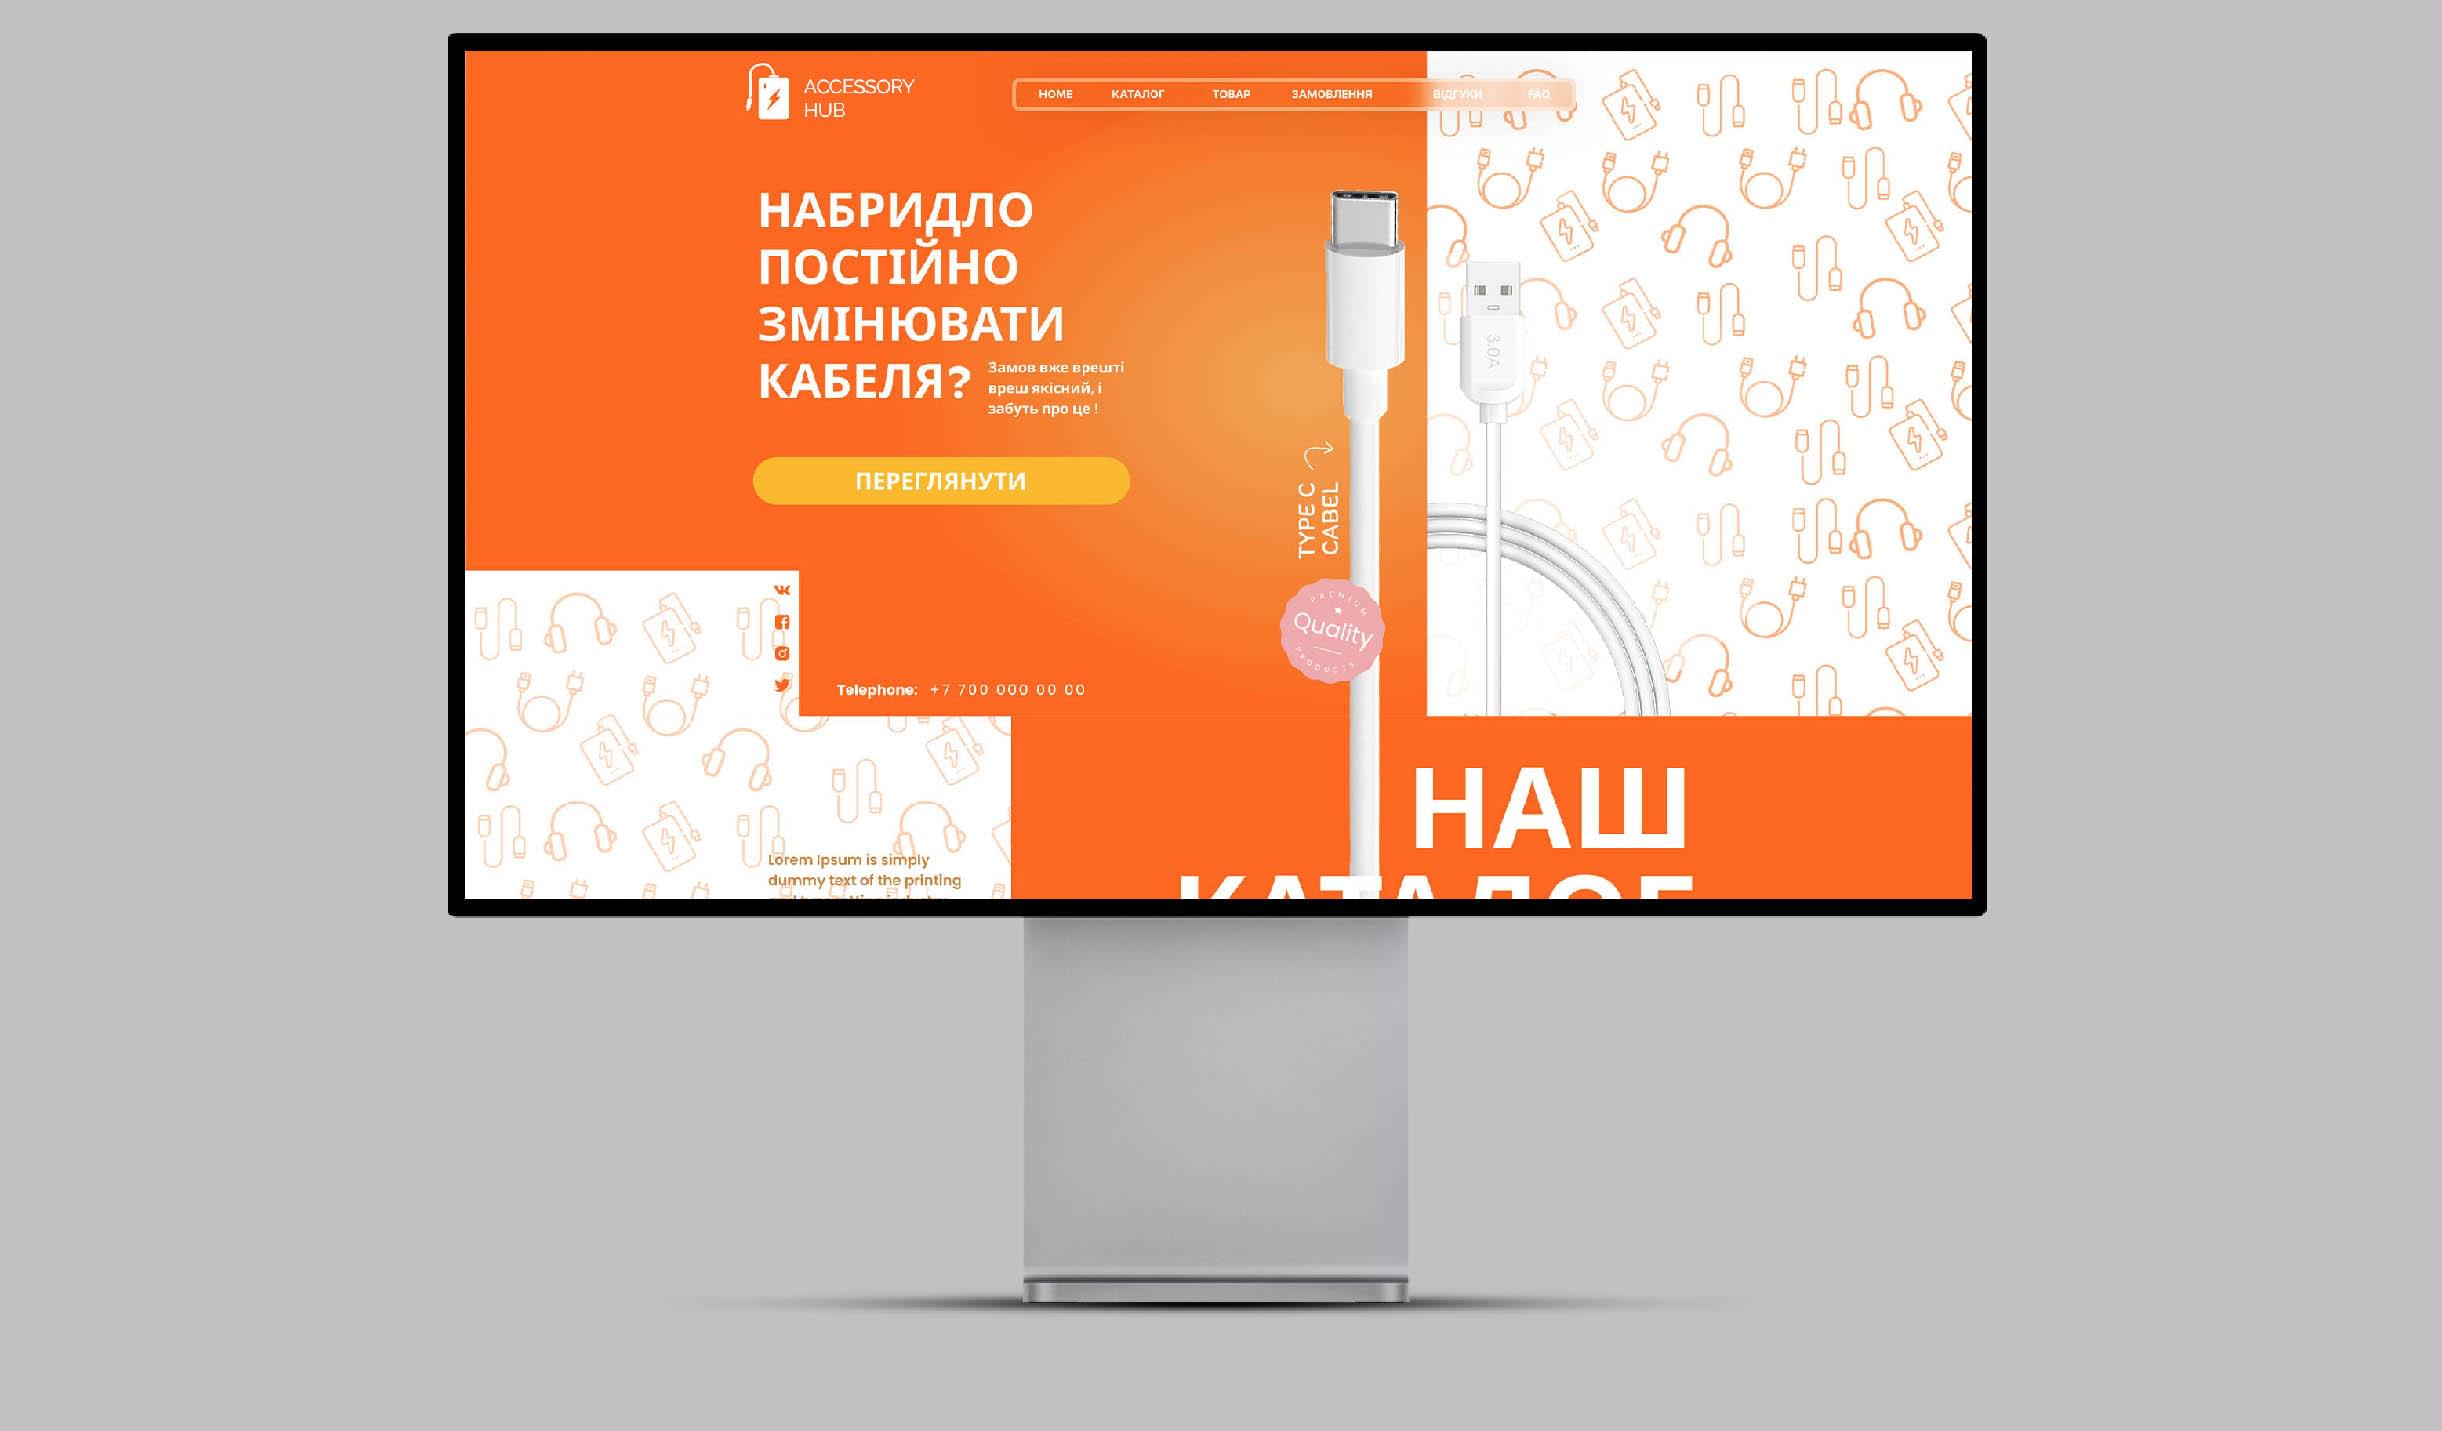 ACCESSORY
HUB
HOME КАТАЛОГ ТОВАР ЗАМОВЛЕННЯ ВІДГУКИ FAQ
НАБРИДЛО
ПОСТІЙНО
ЗМІНЮВАТИ
КАБЕЛЯ?
Замов вже врешті
вреш якісний, і
забуть про це !
ПЕРЕГЛЯНУТИ
3.0A
TYPE C
CABEL
PREMIUM
Quality
PRODUCTS
Telephone: +7 700 000 00 00
НАШ
КАТАЛОГ
Lorem Ipsum is simply
dummy text of the printing